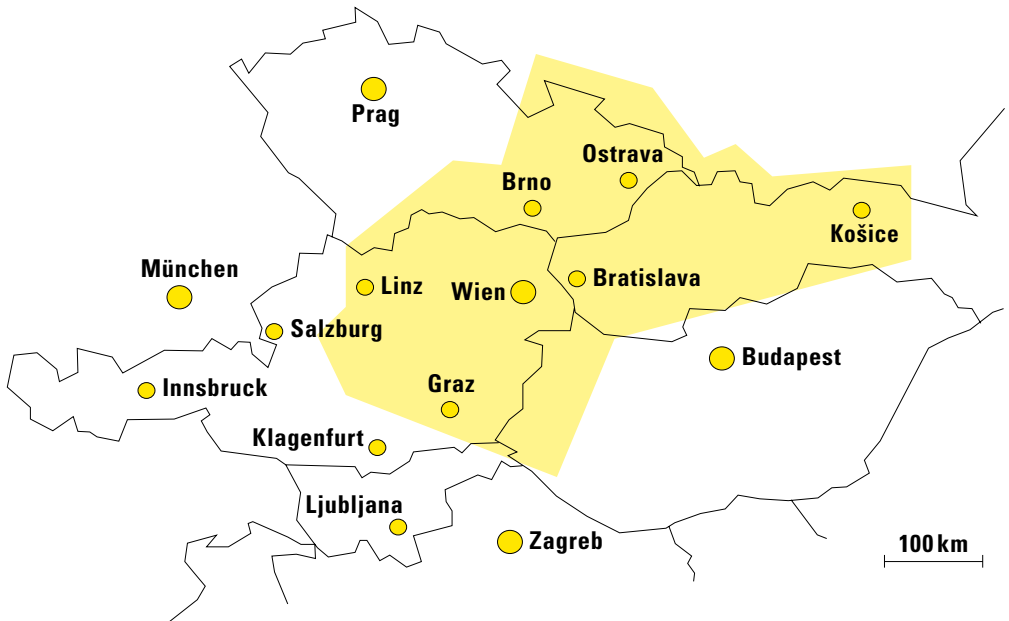 Prag
Ostrava
Brno
Košice
München
Linz
Wien
Bratislava
Salzburg
Budapest
Innsbruck
Graz
Klagenfurt
Ljubljana
Zagreb
100 km